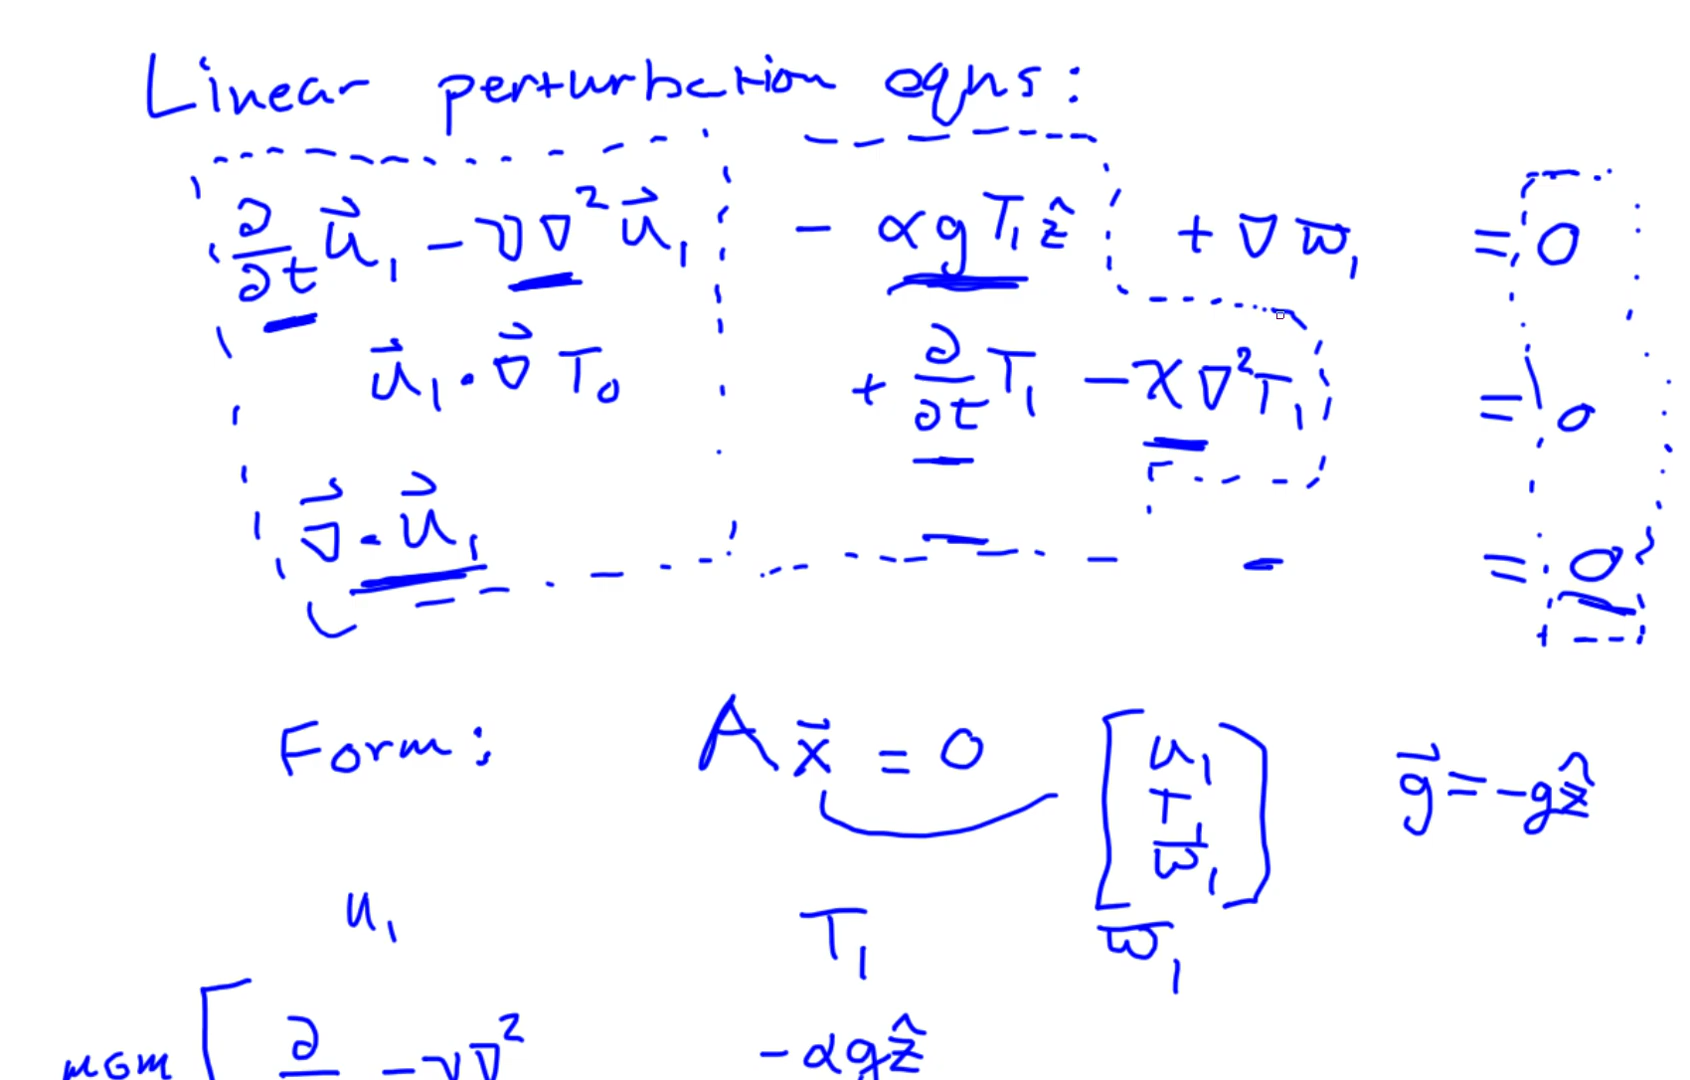 Linear perturbation eqns:
∂/∂t u⃗₁ − ν∇²u⃗₁ − αgT₁ẑ + ∇ϖ₁ = 0
u⃗₁·∇⃗T₀ + ∂/∂t T₁ − χ∇²T₁ = 0
∇⃗·u⃗₁ — — = 0
Form: Ax⃗ = 0 [u₁ T₁ ϖ₁] g⃗ = −gẑ
u₁ T₁ ϖ₁
mom [ ∂ − ν∇² − αgẑ